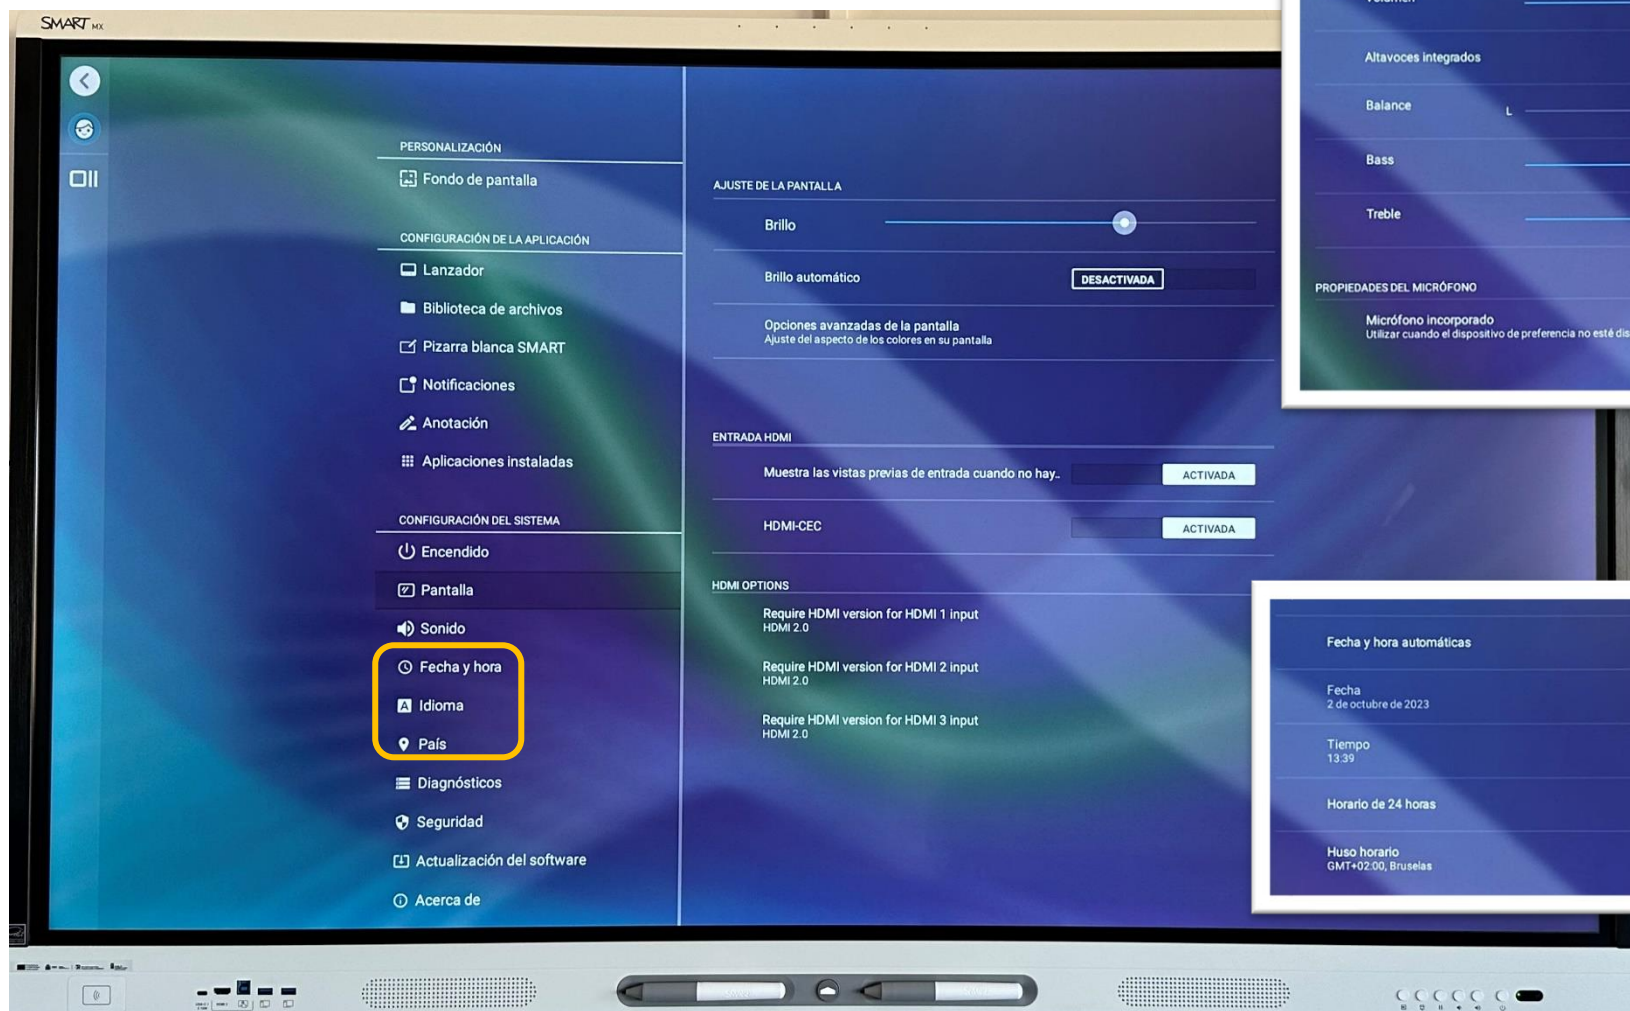 SMART MX
PERSONALIZACIÓN
Fondo de pantalla
CONFIGURACIÓN DE LA APLICACIÓN
Lanzador
Biblioteca de archivos
Pizarra blanca SMART
Notificaciones
Anotación
Aplicaciones instaladas
CONFIGURACIÓN DEL SISTEMA
Encendido
Pantalla
Sonido
Fecha y hora
Idioma
País
Diagnósticos
Seguridad
Actualización del software
Acerca de
AJUSTE DE LA PANTALLA
Brillo
Brillo automático
DESACTIVADA
Opciones avanzadas de la pantalla
Ajuste del aspecto de los colores en su pantalla
ENTRADA HDMI
Muestra las vistas previas de entrada cuando no hay..
ACTIVADA
HDMI-CEC
ACTIVADA
HDMI OPTIONS
Require HDMI version for HDMI 1 input
HDMI 2.0
Require HDMI version for HDMI 2 input
HDMI 2.0
Require HDMI version for HDMI 3 input
HDMI 2.0
Altavoces integrados
Balance
L
Bass
Treble
PROPIEDADES DEL MICRÓFONO
Micrófono incorporado
Utilizar cuando el dispositivo de preferencia no esté dis
Fecha y hora automáticas
Fecha
2 de octubre de 2023
Tiempo
13:39
Horario de 24 horas
Huso horario
GMT+02:00, Bruselas